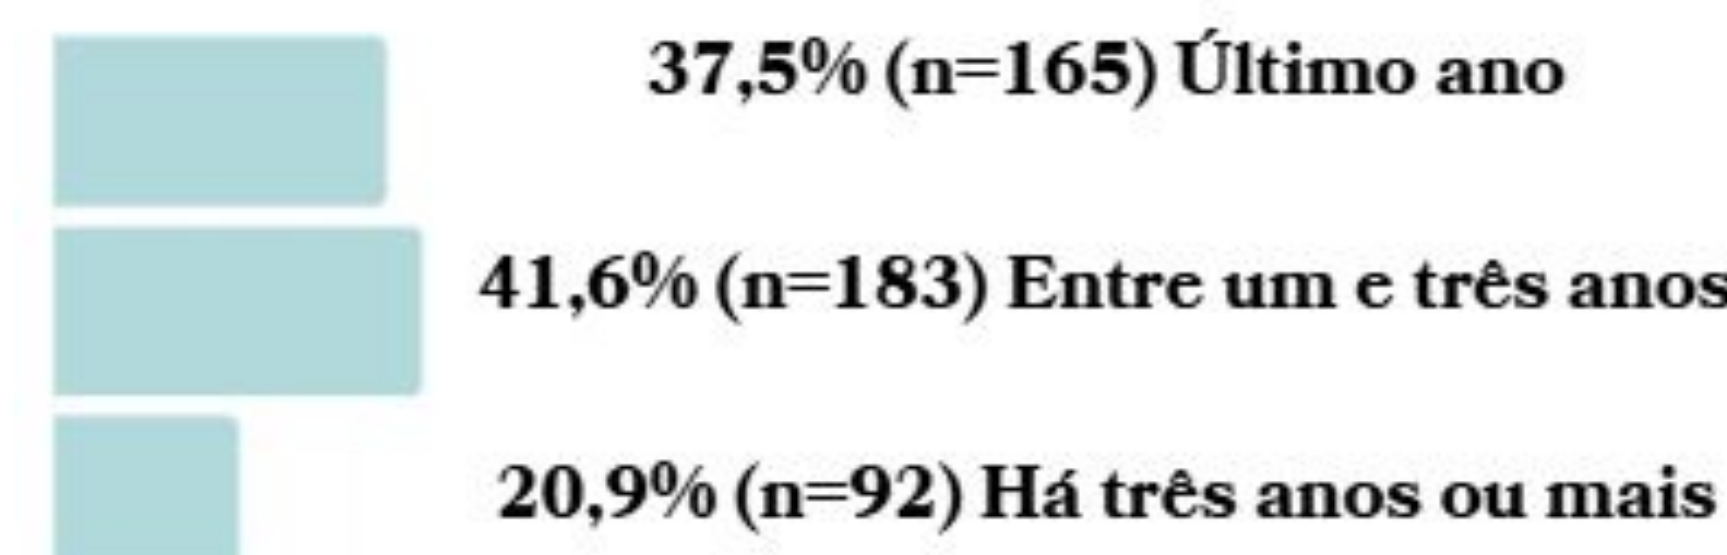 37,5% (n=165) Último ano
41,6% (n=183) Entre um e três anos
20,9% (n=92) Há três anos ou mais